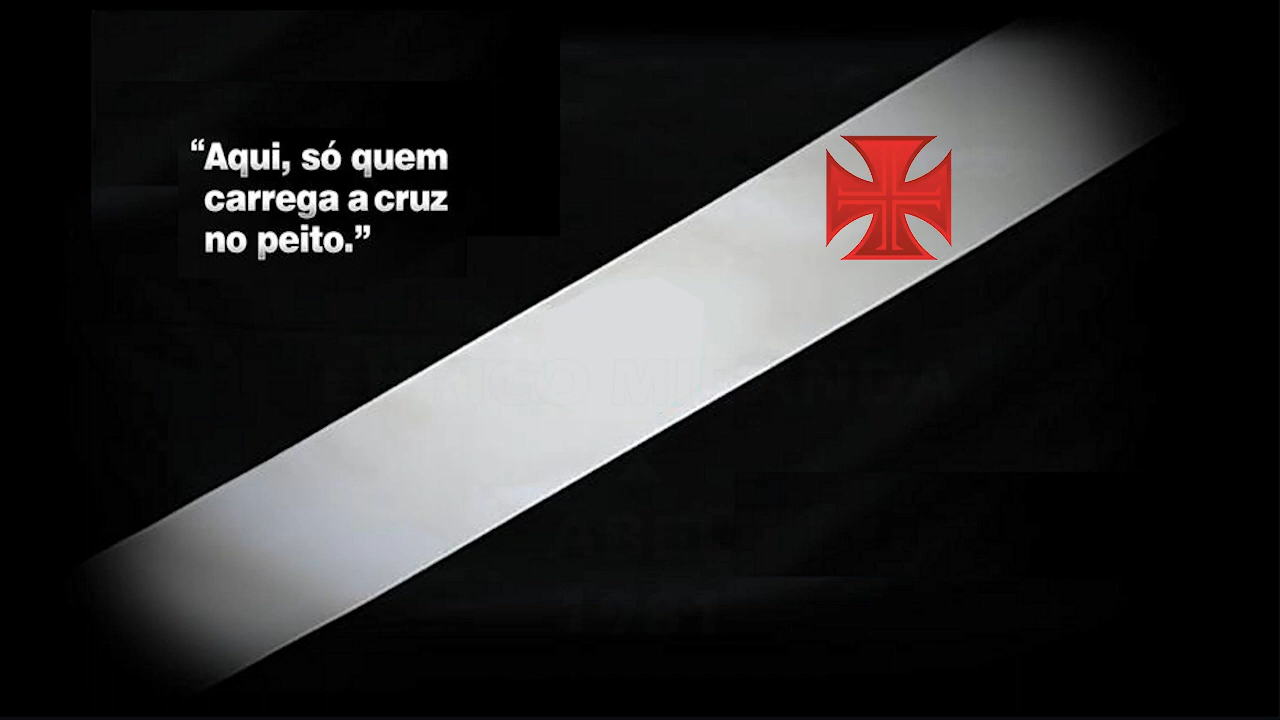 “Aqui, só quem
carrega a cruz
no peito.”